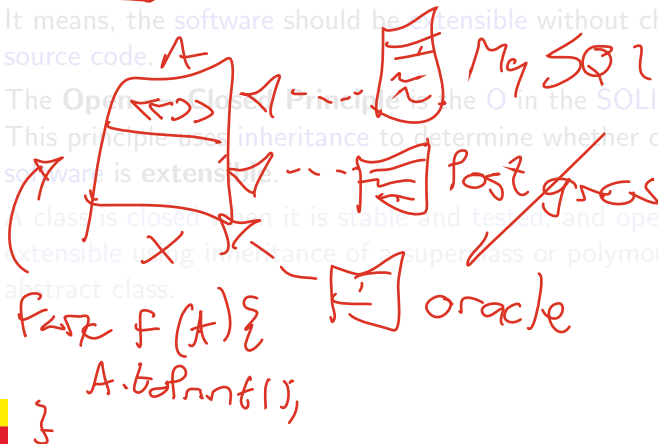 It means, the software should be extensible without ch
source code.
A
<<>>
My SQL
The Open Closed Principle is the O in the SOLI
This principle uses inheritance to determine whether
software is extensible.
Postgres
A class is closed when it is stable and tested, and ope
extensible using inheritance of a superclass or polymor
abstract class.
X
oracle
func f(A){
A.toPrint();
}